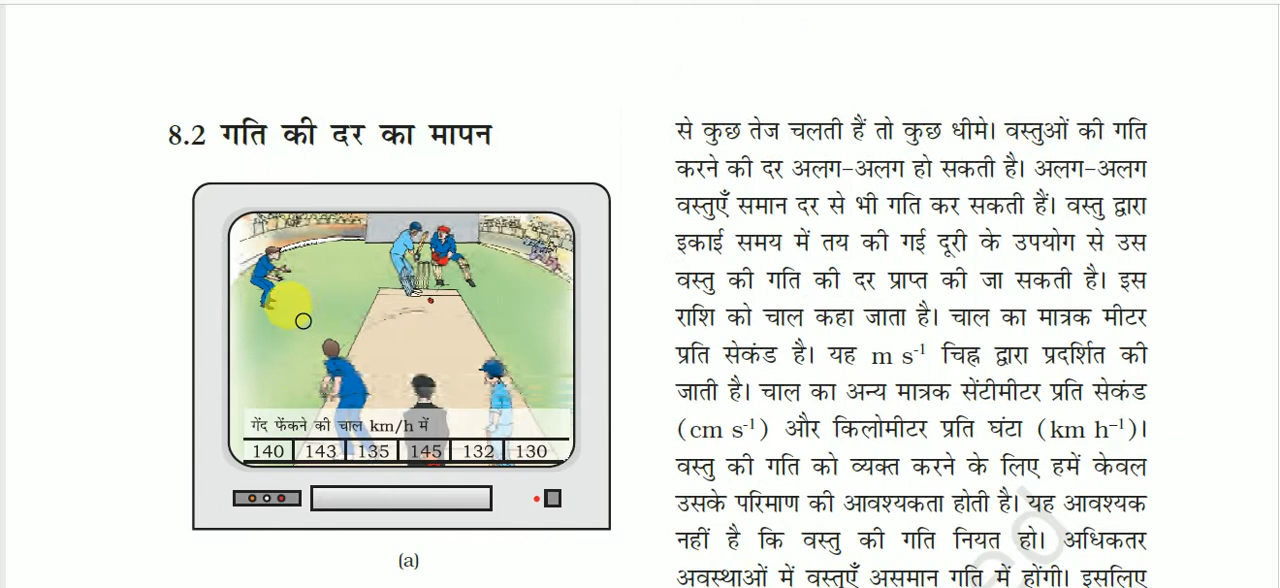 8.2 गति की दर का मापन
गेंद फेंकने की चाल km/h में
140 143 135 145 132 130
(a)
से कुछ तेज चलती हैं तो कुछ धीमे। वस्तुओं की गति
करने की दर अलग-अलग हो सकती है। अलग-अलग
वस्तुएँ समान दर से भी गति कर सकती हैं। वस्तु द्वारा
इकाई समय में तय की गई दूरी के उपयोग से उस
वस्तु की गति की दर प्राप्त की जा सकती है। इस
राशि को चाल कहा जाता है। चाल का मात्रक मीटर
प्रति सेकंड है। यह m s⁻¹ चिह्न द्वारा प्रदर्शित की
जाती है। चाल का अन्य मात्रक सेंटीमीटर प्रति सेकंड
(cm s⁻¹) और किलोमीटर प्रति घंटा (km h⁻¹)।
वस्तु की गति को व्यक्त करने के लिए हमें केवल
उसके परिमाण की आवश्यकता होती है। यह आवश्यक
नहीं है कि वस्तु की गति नियत हो। अधिकतर
अवस्थाओं में वस्तुएँ असमान गति में होंगी। इसलिए